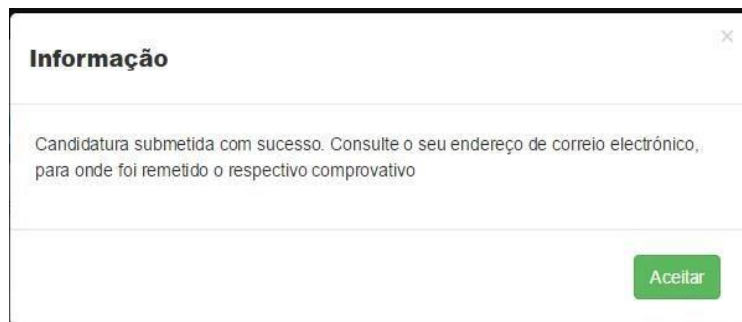 Informação
Candidatura submetida com sucesso. Consulte o seu endereço de correio electrónico,
para onde foi remetido o respectivo comprovativo
Aceitar